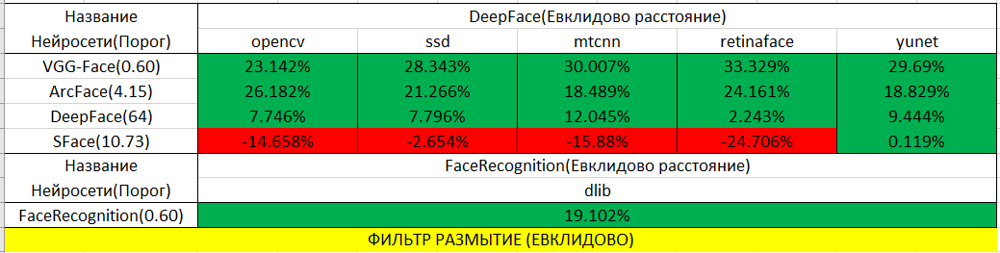 Название DeepFace(Евклидово расстояние)
Нейросети(Порог) opencv ssd mtcnn retinaface yunet
VGG-Face(0.60) 23.142% 28.343% 30.007% 33.329% 29.69%
ArcFace(4.15) 26.182% 21.266% 18.489% 24.161% 18.829%
DeepFace(64) 7.746% 7.796% 12.045% 2.243% 9.444%
SFace(10.73) -14.658% -2.654% -15.88% -24.706% 0.119%
Название FaceRecognition(Евклидово расстояние)
Нейросети(Порог) dlib
FaceRecognition(0.60) 19.102%
ФИЛЬТР РАЗМЫТИЕ (ЕВКЛИДОВО)